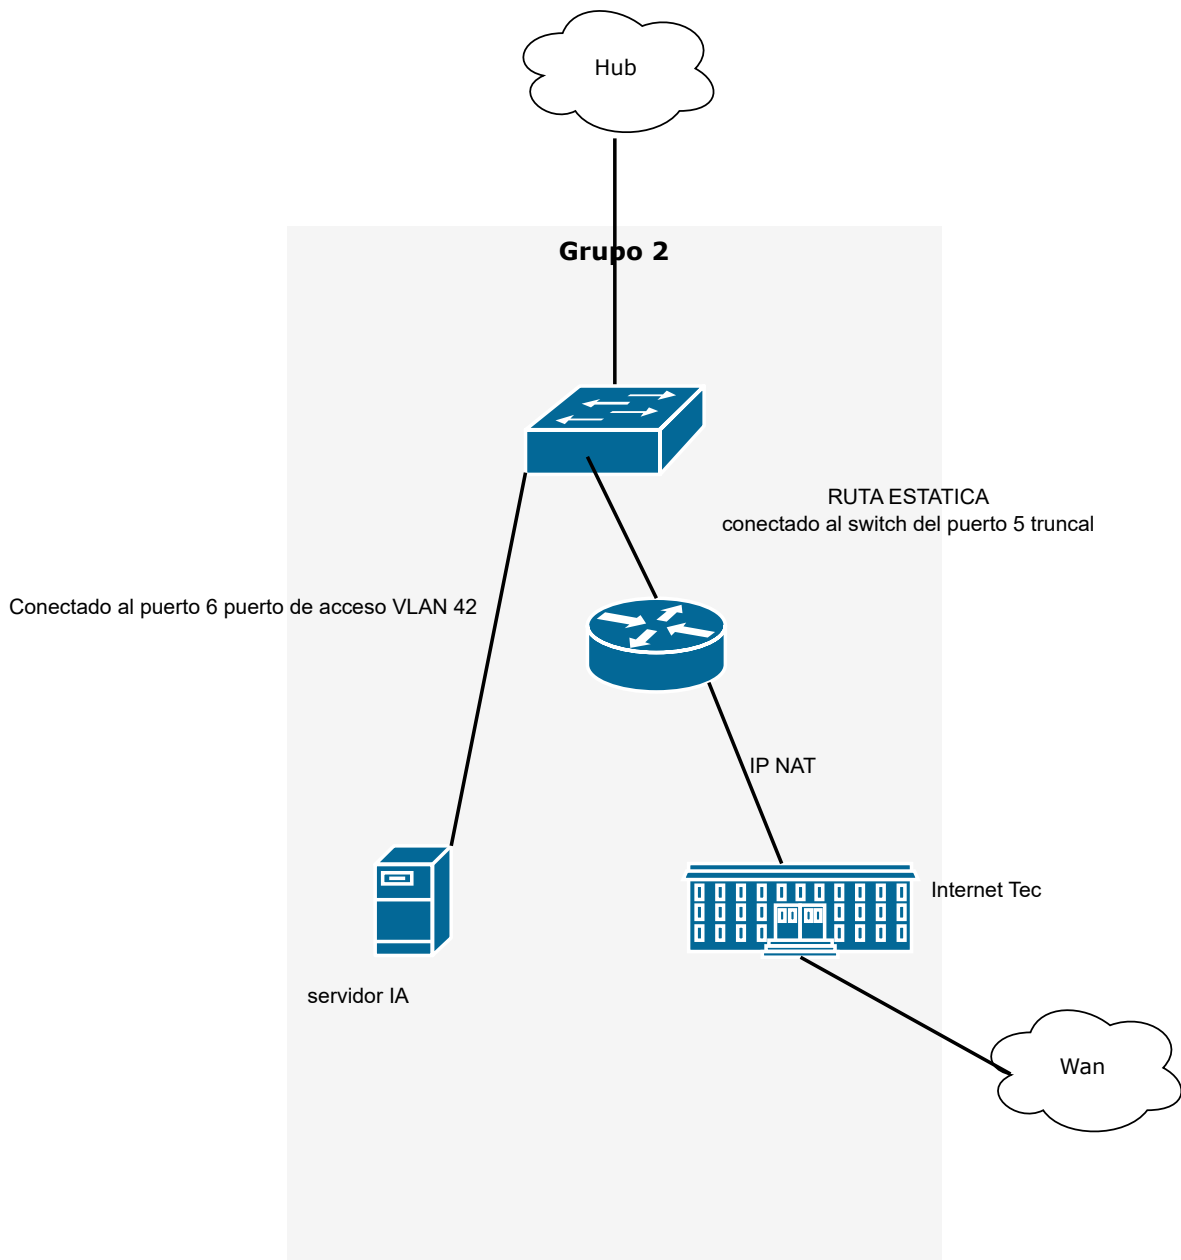 Hub
Grupo 2
RUTA ESTATICA
conectado al switch del puerto 5 truncal
Conectado al puerto 6 puerto de acceso VLAN 42
IP NAT
Internet Tec
servidor IA
Wan